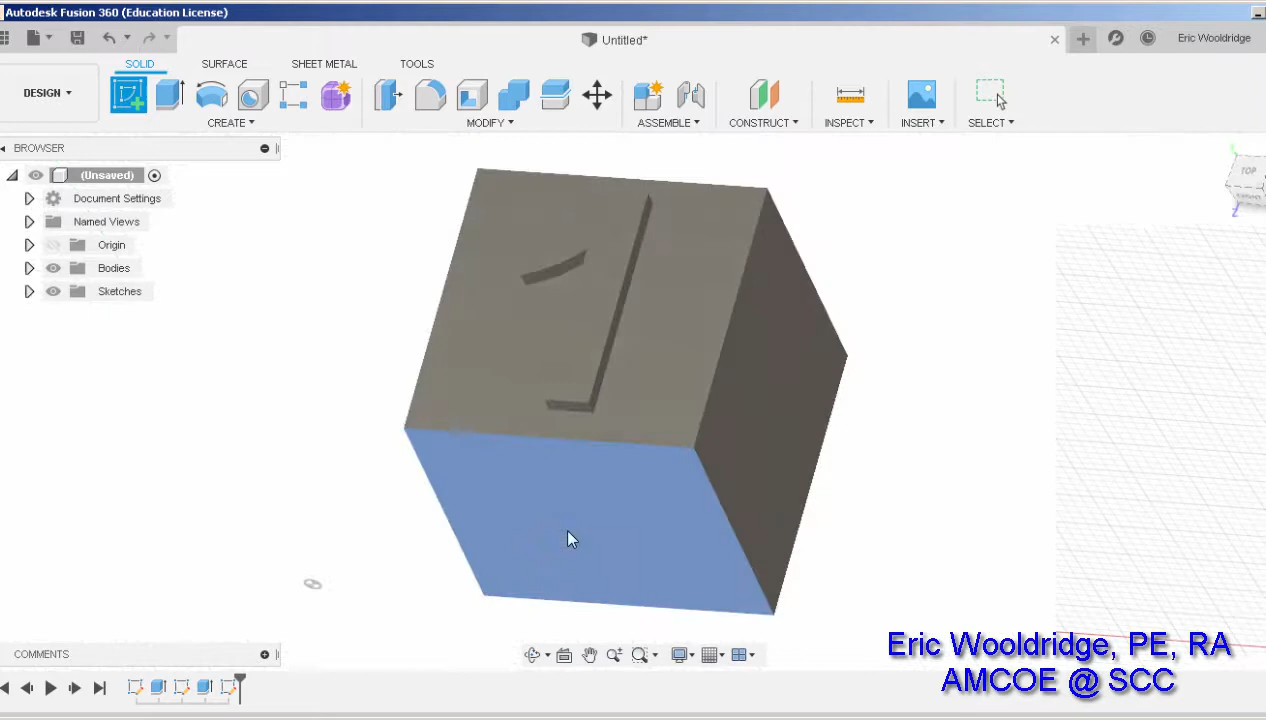 Autodesk Fusion 360 (Education License)
Untitled*
Eric Wooldridge
SOLID SURFACE SHEET METAL TOOLS
DESIGN
CREATE MODIFY ASSEMBLE CONSTRUCT INSPECT INSERT SELECT
BROWSER
(Unsaved)
Document Settings
Named Views
Origin
Bodies
Sketches
TOP
Z
COMMENTS
Eric Wooldridge, PE, RA
AMCOE @ SCC